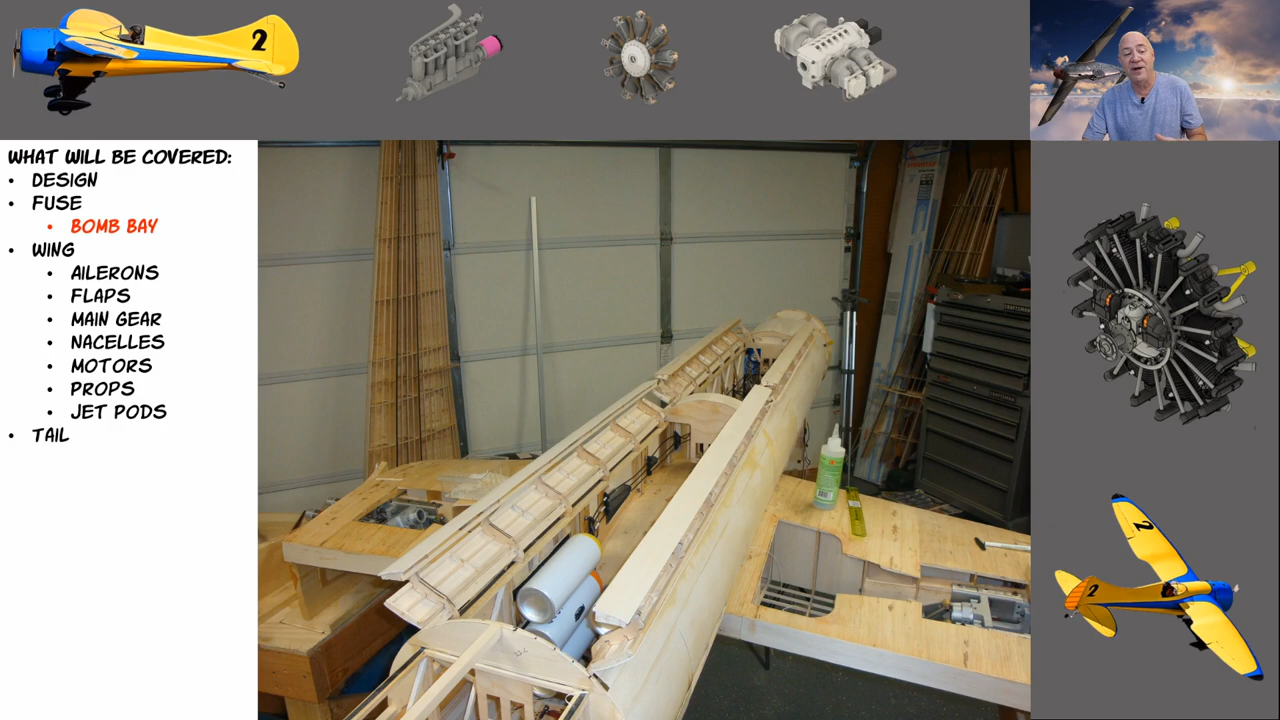 2
WHAT WILL BE COVERED:
• DESIGN
• FUSE
• BOMB BAY
• WING
• AILERONS
• FLAPS
• MAIN GEAR
• NACELLES
• MOTORS
• PROPS
• JET PODS
• TAIL
2
2